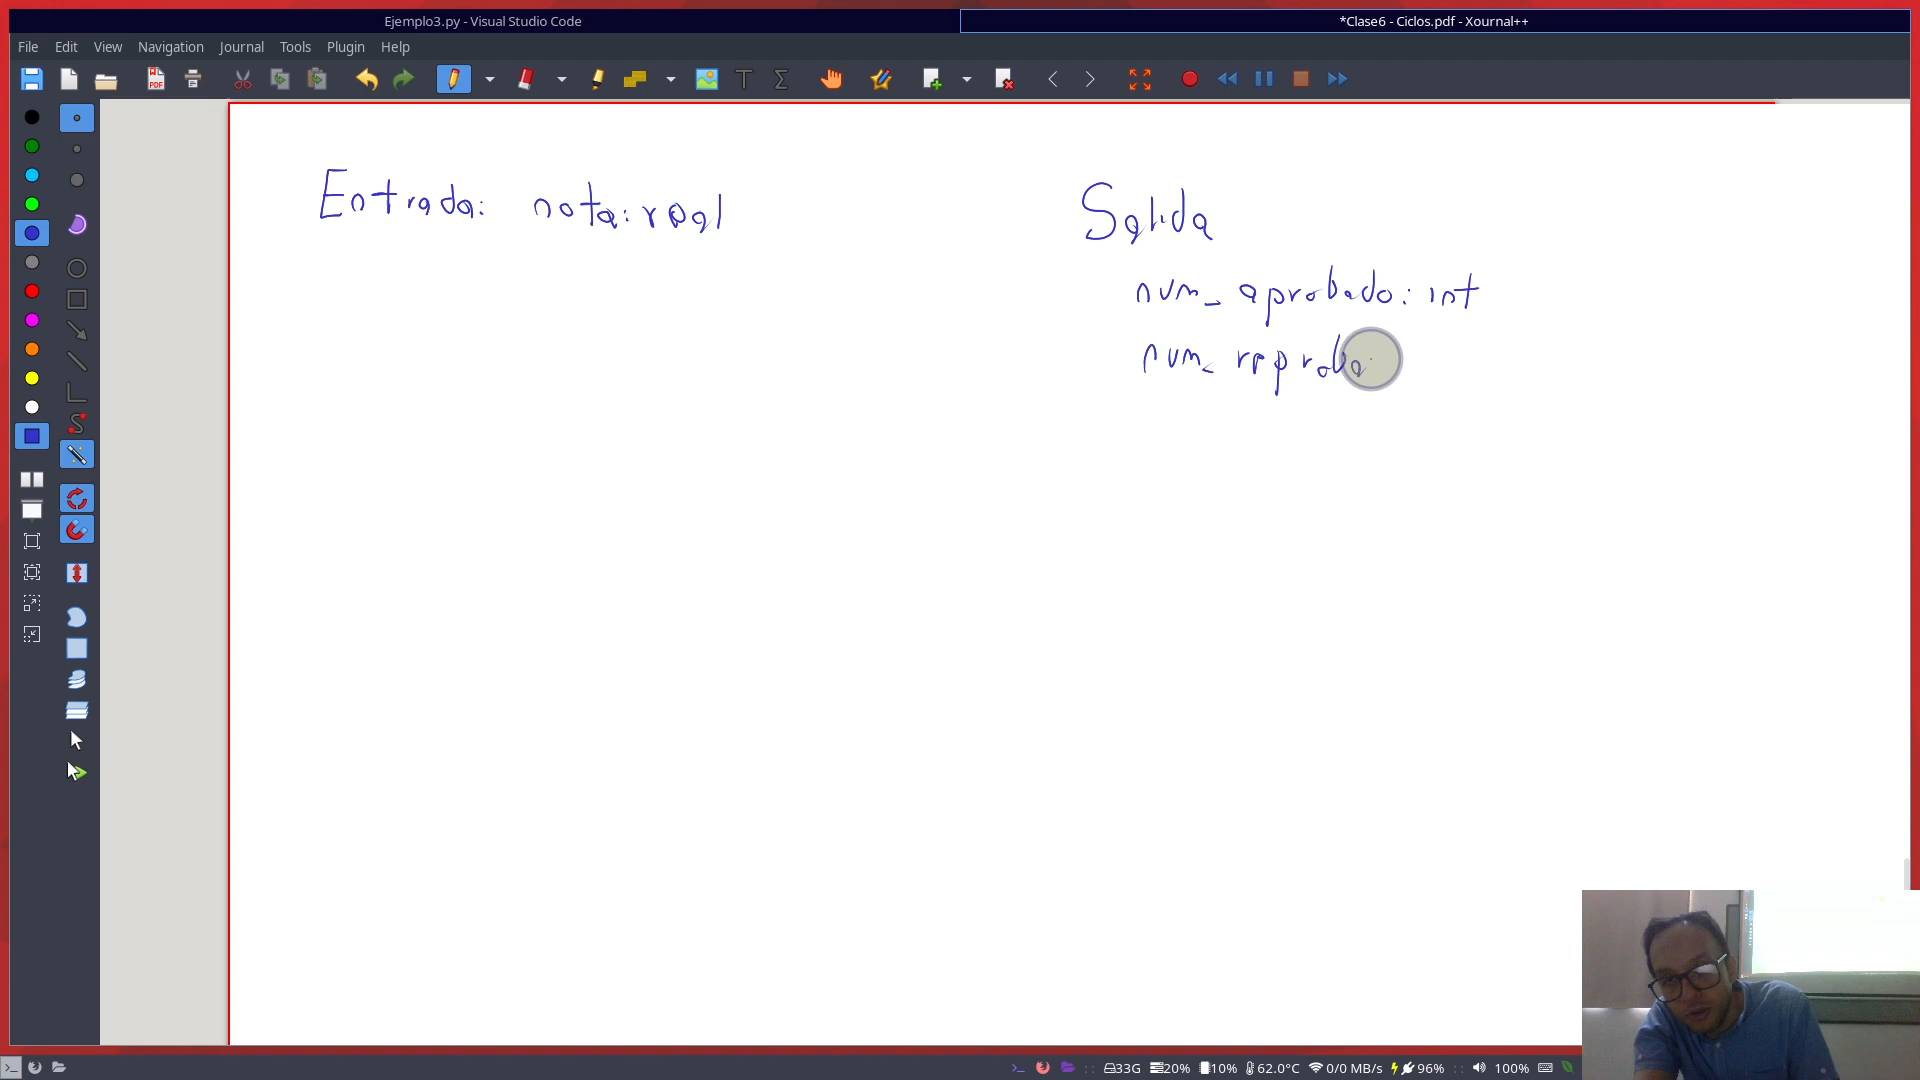 Ejemplo3.py - Visual Studio Code
*Clase6 - Ciclos.pdf - Xournal++
File Edit View Navigation Journal Tools Plugin Help
Entrada: nota: real
Salida
num_aprobado: int
num_reproba
33G 20% 10% 62.0°C 0/0 MB/s 96% 100%